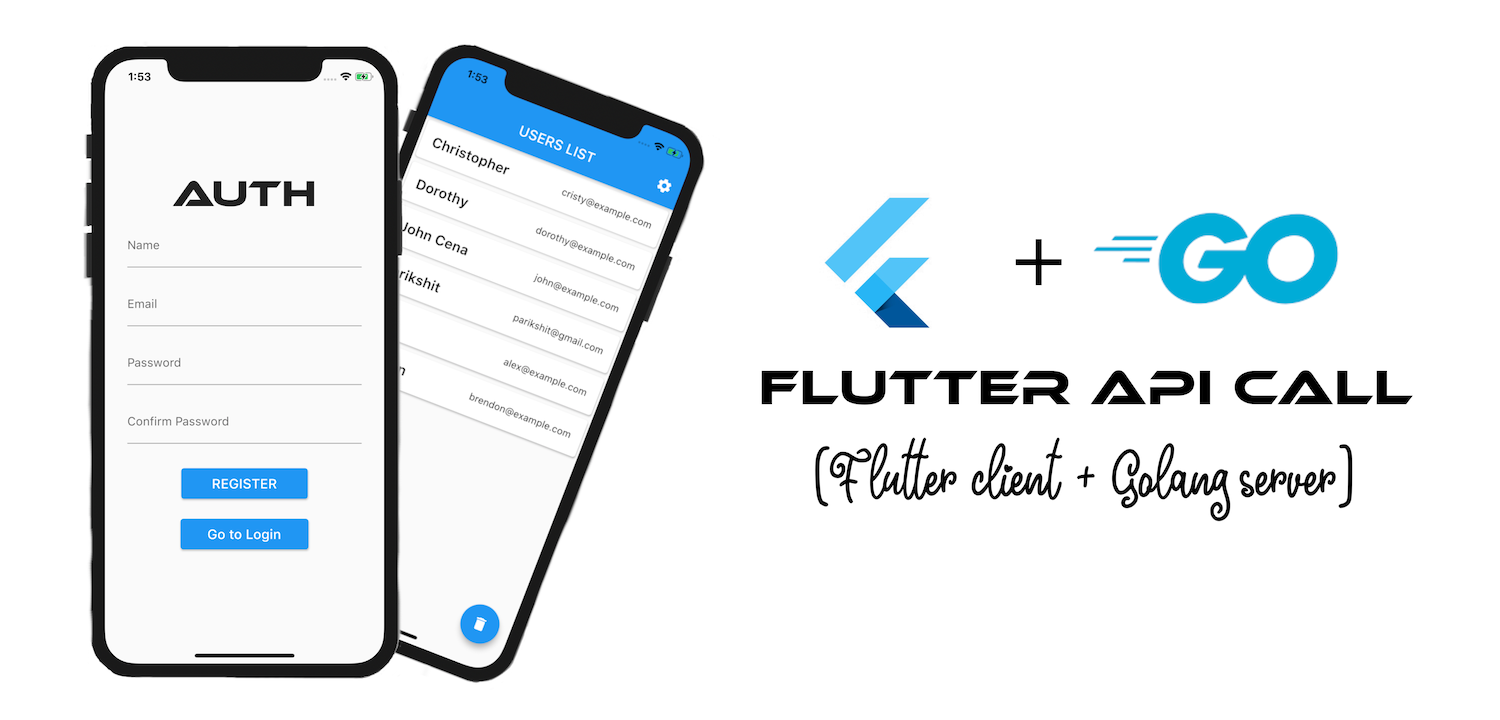 1:53
AUTH
Name
Email
Password
Confirm Password
REGISTER
Go to Login
1:53
USERS LIST
Christopher
cristy@example.com
Dorothy
dorothy@example.com
John Cena
john@example.com
rikshit
parikshit@gmail.com
alex@example.com
n
brendon@example.com
+
GO
FLUTTER API CALL
(Flutter client + Golang server)